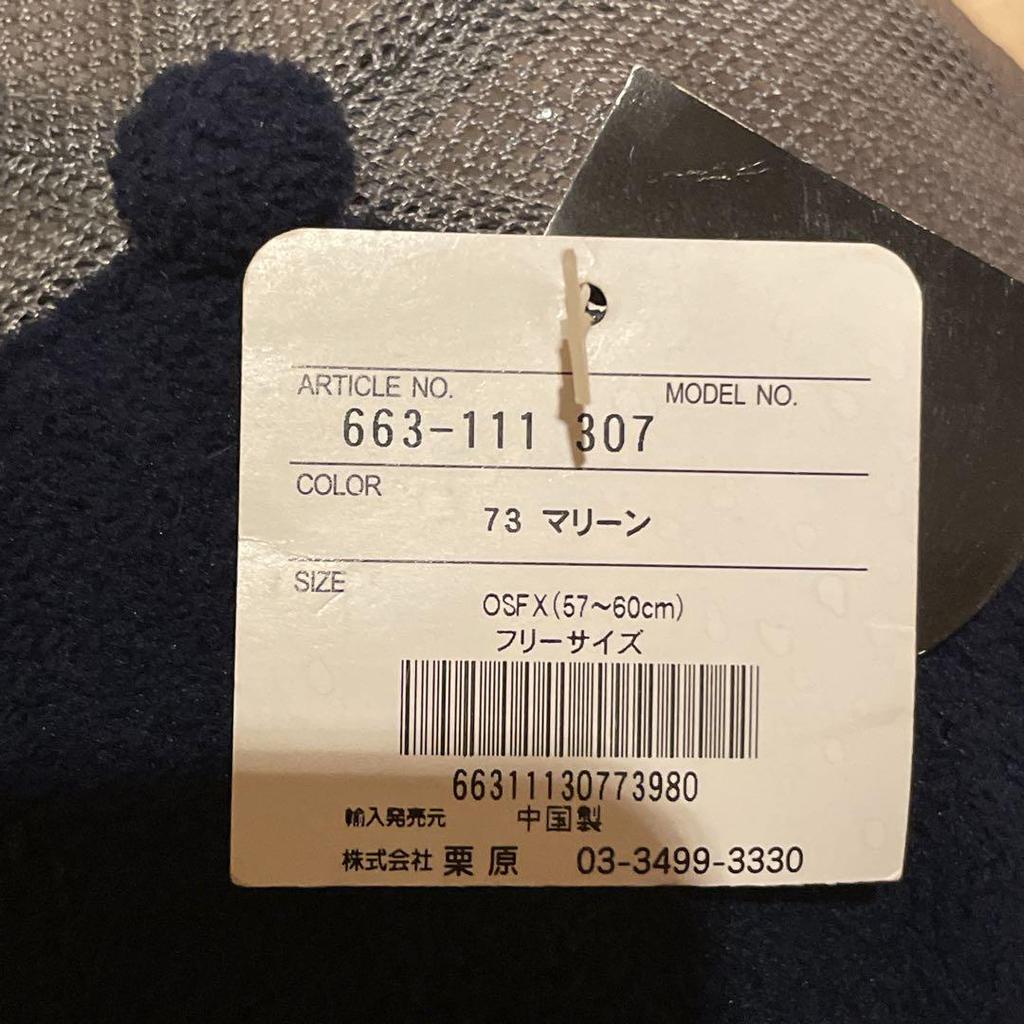 ARTICLE NO. MODEL NO.
663-111 307
COLOR
73 マリーン
SIZE
OSFX(57〜60cm)
フリーサイズ
66311130773980
輸入発売元 中国製
株式会社 栗原 03-3499-3330